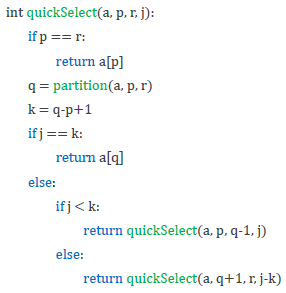 int quickSelect(a, p, r, j):
if p == r:
return a[p]
q = partition(a, p, r)
k = q-p+1
if j == k:
return a[q]
else:
if j < k:
return quickSelect(a, p, q-1, j)
else:
return quickSelect(a, q+1, r, j-k)